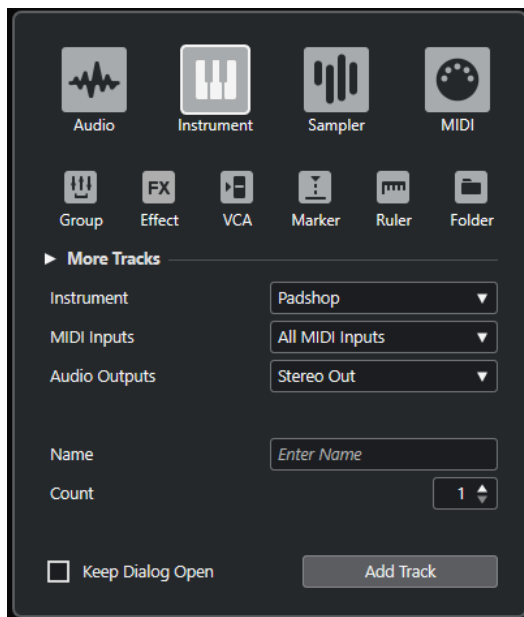 Audio Instrument Sampler MIDI
FX
Group Effect VCA Marker Ruler Folder
More Tracks
Instrument Padshop
MIDI Inputs All MIDI Inputs
Audio Outputs Stereo Out
Name Enter Name
Count 1
Keep Dialog Open Add Track